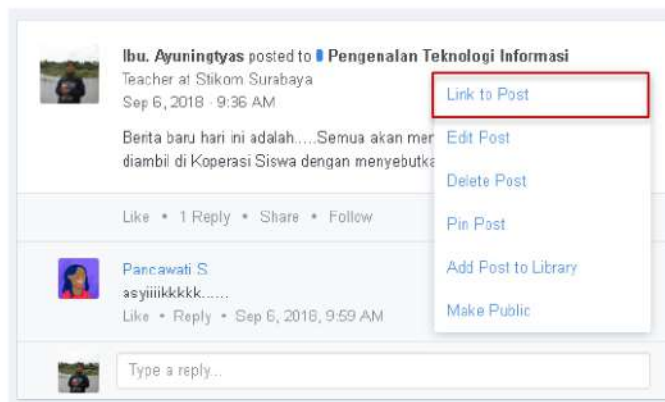 Ibu. Ayuningtyas posted to Pengenalan Teknologi Informasi
Teacher at Stikom Surabaya
Sep 6, 2018 · 9:36 AM
Berita baru hari ini adalah.....Semua akan mer
diambil di Koperasi Siswa dengan menyebutka
Link to Post
Edit Post
Delete Post
Pin Post
Add Post to Library
Make Public
Like • 1 Reply • Share • Follow
Pancawati S.
asyiiiikkkkk......
Like • Reply • Sep 6, 2018, 9:59 AM
Type a reply...